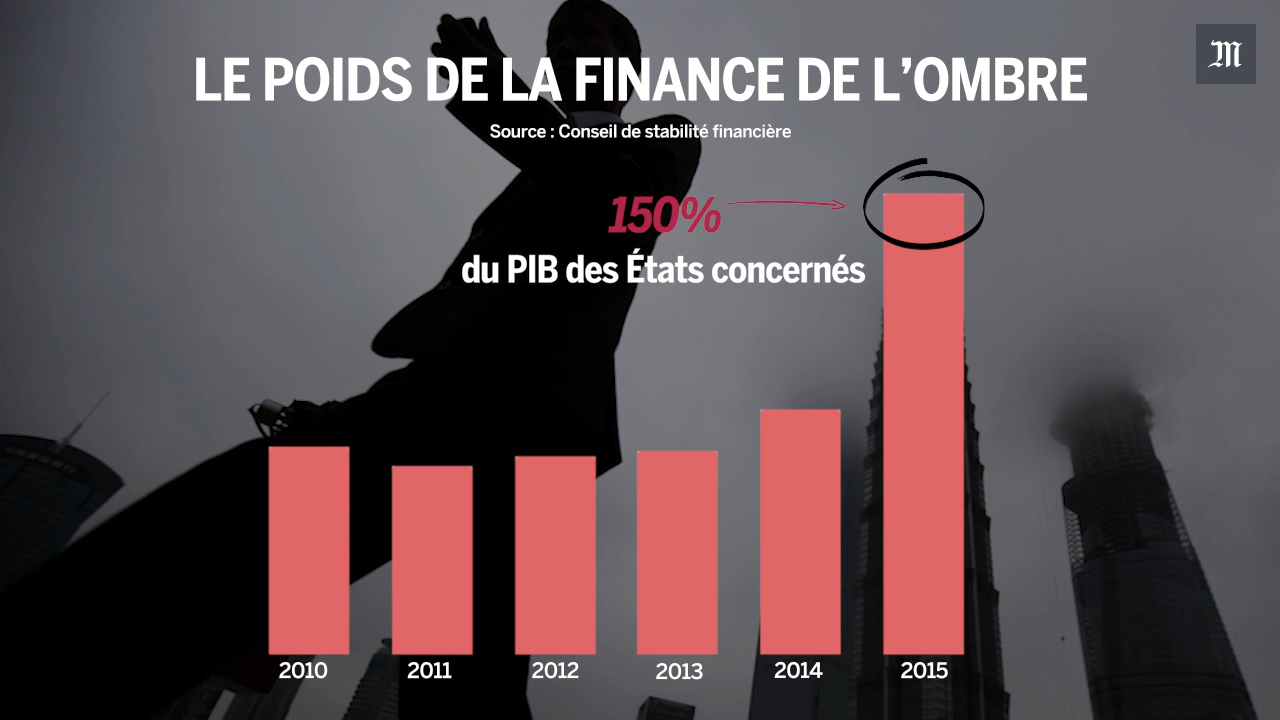 LE POIDS DE LA FINANCE DE L’OMBRE
Source : Conseil de stabilité financière
150%
du PIB des États concernés
2010 2011 2012 2013 2014 2015
M